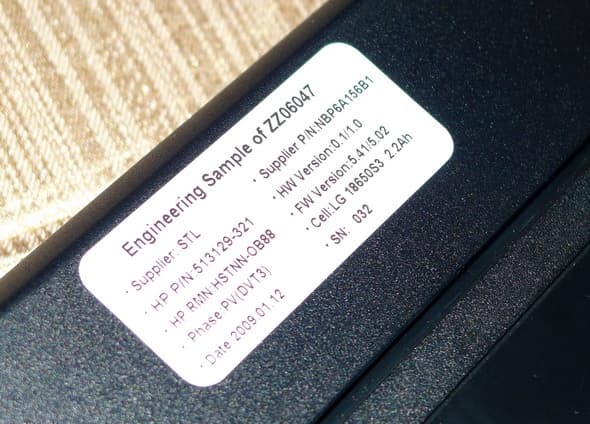 Engineering Sample of ZZ06047
· Supplier: STL
· HP P/N:513129-321
· HP RMN:HSTNN-OB88
· Phase PV(DVT3)
· Date 2009.01.12
· Supplier P/N:NBP6A156B1
· HW Version:0.1/1.0
· FW Version:5.41/5.02
· Cell:LG 18650S3 2.2Ah
· SN: 032